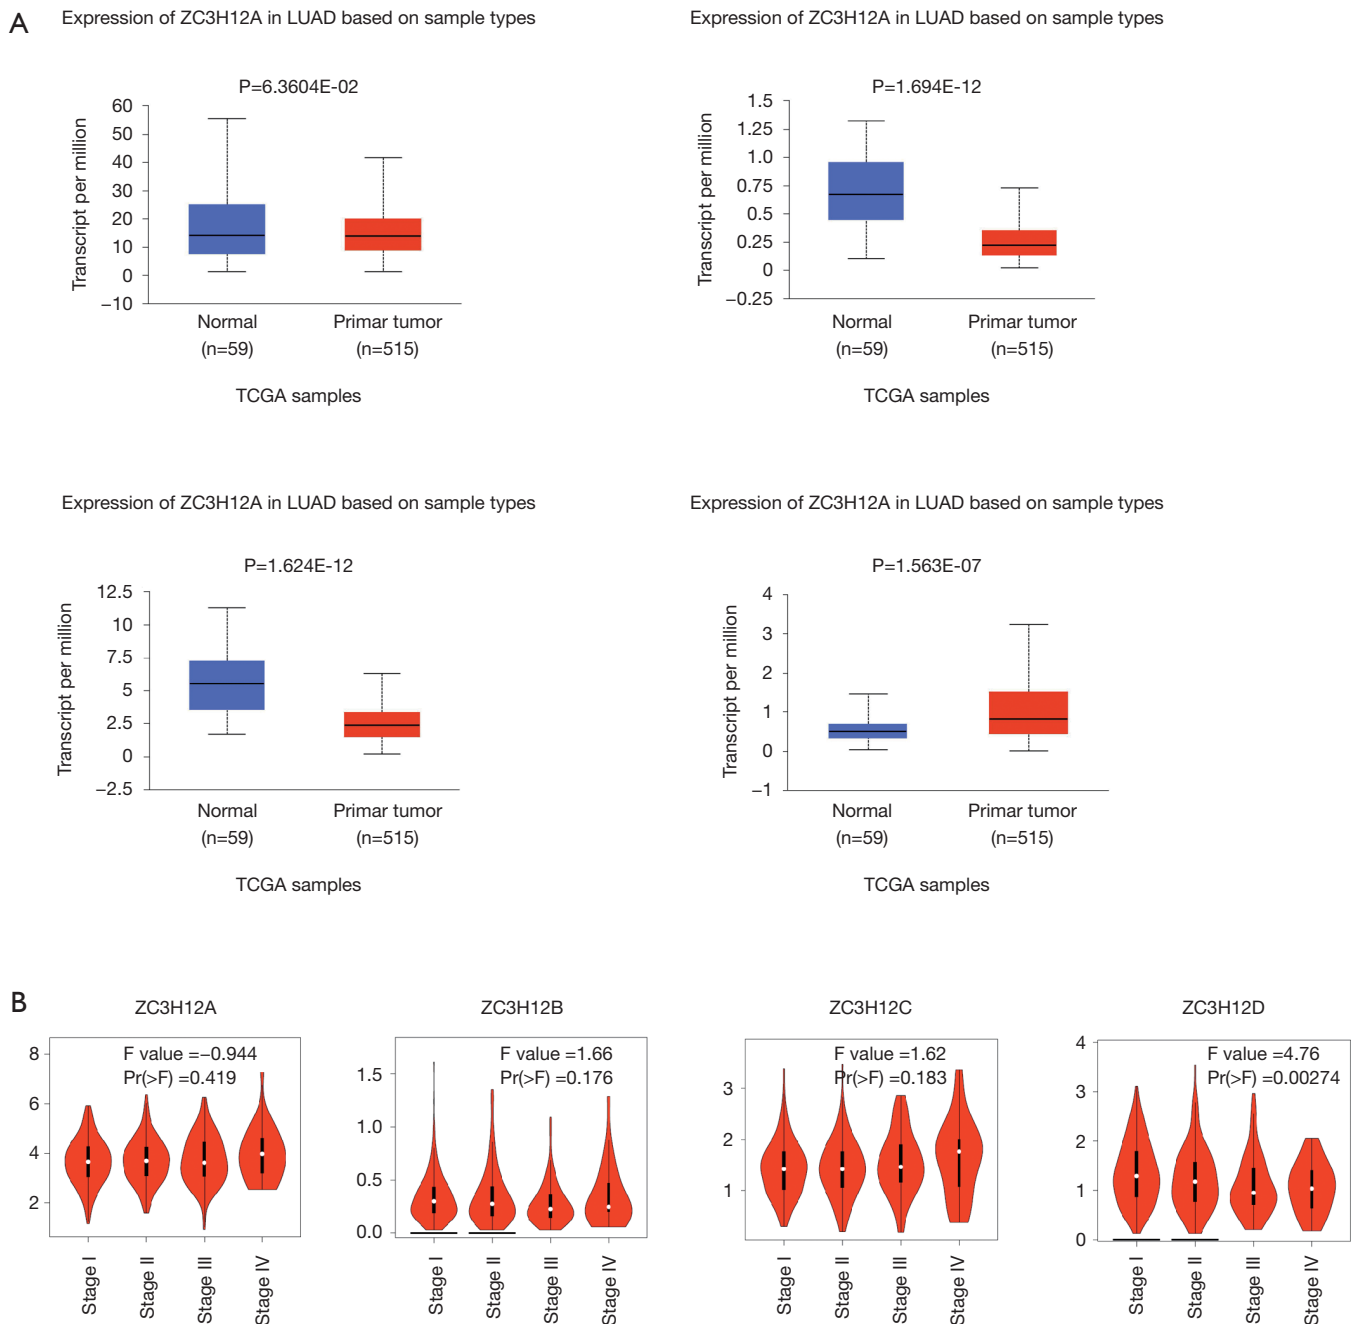 A
Expression of ZC3H12A in LUAD based on sample types
P=6.3604E-02
Transcript per million
60
50
40
30
20
10
0
−10
Normal
(n=59)
Primar tumor
(n=515)
TCGA samples
Expression of ZC3H12A in LUAD based on sample types
P=1.694E-12
Transcript per million
1.5
1.25
1.0
0.75
0.5
0.25
0
−0.25
Normal
(n=59)
Primar tumor
(n=515)
TCGA samples
Expression of ZC3H12A in LUAD based on sample types
P=1.624E-12
Transcript per million
12.5
10
7.5
5
2.5
0
−2.5
Normal
(n=59)
Primar tumor
(n=515)
TCGA samples
Expression of ZC3H12A in LUAD based on sample types
P=1.563E-07
Transcript per million
4
3
2
1
0
−1
Normal
(n=59)
Primar tumor
(n=515)
TCGA samples
B
ZC3H12A
F value =−0.944
Pr(>F) =0.419
8
6
4
2
Stage I
Stage II
Stage III
Stage IV
ZC3H12B
F value =1.66
Pr(>F) =0.176
1.5
1.0
0.5
0.0
Stage I
Stage II
Stage III
Stage IV
ZC3H12C
F value =1.62
Pr(>F) =0.183
3
2
1
Stage I
Stage II
Stage III
Stage IV
ZC3H12D
F value =4.76
Pr(>F) =0.00274
4
3
2
1
0
Stage I
Stage II
Stage III
Stage IV